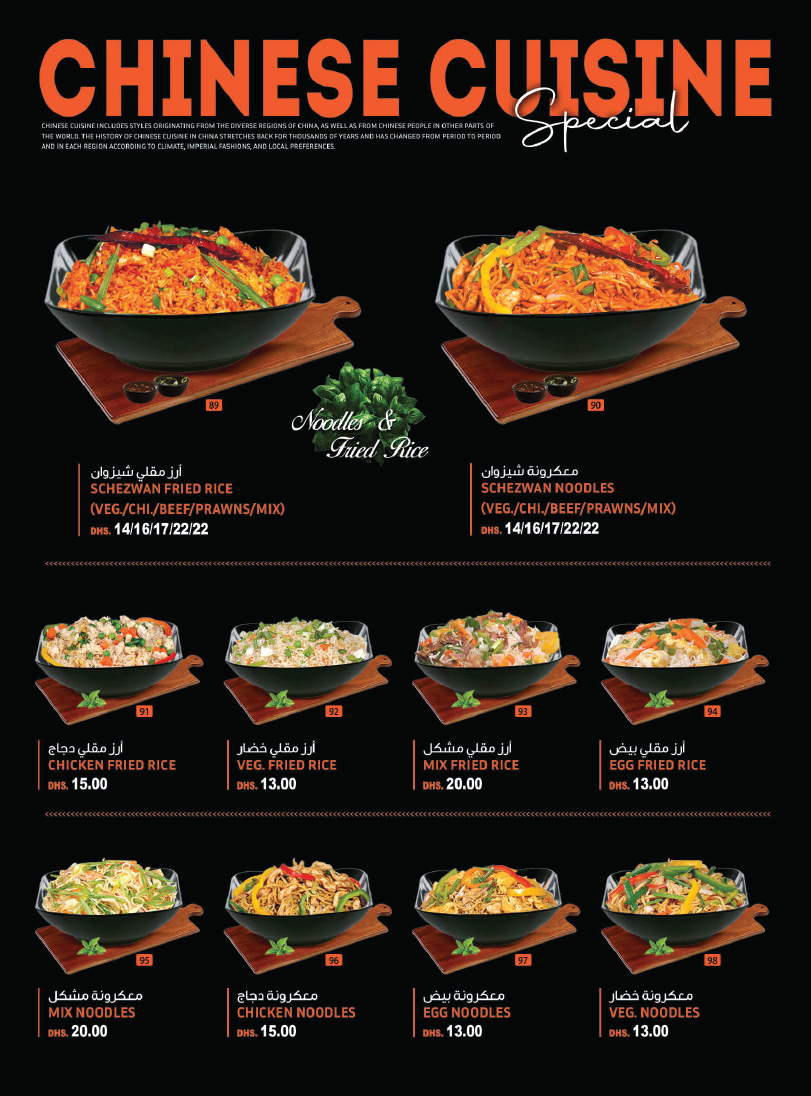 CHINESE CUISINE
Special
CHINESE CUISINE INCLUDES STYLES ORIGINATING FROM THE DIVERSE REGIONS OF CHINA, AS WELL AS FROM CHINESE PEOPLE IN OTHER PARTS OF
THE WORLD. THE HISTORY OF CHINESE CUISINE IN CHINA STRETCHES BACK FOR THOUSANDS OF YEARS AND HAS CHANGED FROM PERIOD TO PERIOD
AND IN EACH REGION ACCORDING TO CLIMATE, IMPERIAL FASHIONS, AND LOCAL PREFERENCES.
89
90
Noodles &
Fried Rice
أرز مقلي شيزوان
SCHEZWAN FRIED RICE
(VEG./CHI./BEEF/PRAWNS/MIX)
DHS. 14/16/17/22/22
معكرونة شيزوان
SCHEZWAN NOODLES
(VEG./CHI./BEEF/PRAWNS/MIX)
DHS. 14/16/17/22/22
91
أرز مقلي دجاج
CHICKEN FRIED RICE
DHS. 15.00
92
أرز مقلي خضار
VEG. FRIED RICE
DHS. 13.00
93
أرز مقلي مشكل
MIX FRIED RICE
DHS. 20.00
94
أرز مقلي بيض
EGG FRIED RICE
DHS. 13.00
95
معكرونة مشكل
MIX NOODLES
DHS. 20.00
96
معكرونة دجاج
CHICKEN NOODLES
DHS. 15.00
97
معكرونة بيض
EGG NOODLES
DHS. 13.00
98
معكرونة خضار
VEG. NOODLES
DHS. 13.00